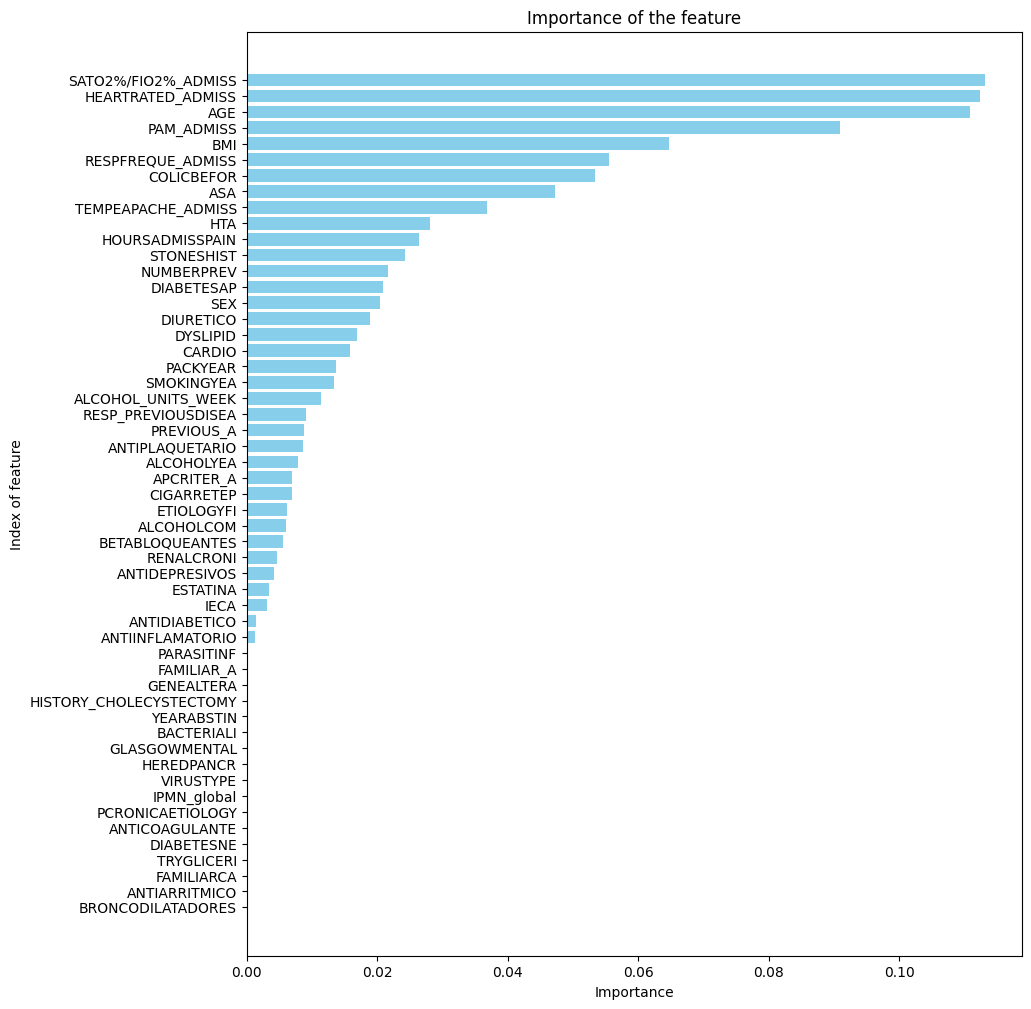 Importance of the feature
SATO2%/FIO2%_ADMISS
HEARTRATED_ADMISS
AGE
PAM_ADMISS
BMI
RESPFREQUE_ADMISS
COLICBEFOR
ASA
TEMPEAPACHE_ADMISS
HTA
HOURSADMISSPAIN
STONESHIST
NUMBERPREV
DIABETESAP
SEX
DIURETICO
DYSLIPID
CARDIO
PACKYEAR
SMOKINGYEA
ALCOHOL_UNITS_WEEK
RESP_PREVIOUSDISEA
PREVIOUS_A
ANTIPLAQUETARIO
ALCOHOLYEA
APCRITER_A
CIGARRETEP
ETIOLOGYFI
ALCOHOLCOM
BETABLOQUEANTES
RENALCRONI
ANTIDEPRESIVOS
ESTATINA
IECA
ANTIDIABETICO
ANTIINFLAMATORIO
PARASITINF
FAMILIAR_A
GENEALTERA
HISTORY_CHOLECYSTECTOMY
YEARABSTIN
BACTERIALI
GLASGOWMENTAL
HEREDPANCR
VIRUSTYPE
IPMN_global
PCRONICAETIOLOGY
ANTICOAGULANTE
DIABETESNE
TRYGLICERI
FAMILIARCA
ANTIARRITMICO
BRONCODILATADORES
Index of feature
0.00 0.02 0.04 0.06 0.08 0.10
Importance